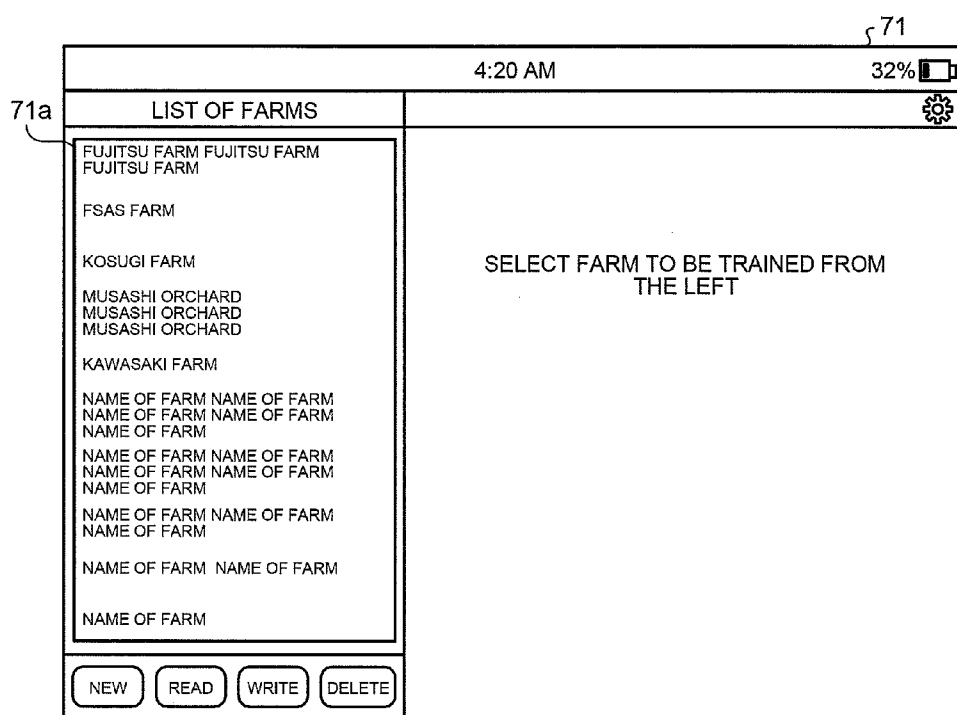 71
4:20 AM
32%
71a
LIST OF FARMS
FUJITSU FARM FUJITSU FARM
FUJITSU FARM
FSAS FARM
KOSUGI FARM
MUSASHI ORCHARD
MUSASHI ORCHARD
MUSASHI ORCHARD
KAWASAKI FARM
NAME OF FARM NAME OF FARM
NAME OF FARM NAME OF FARM
NAME OF FARM
NAME OF FARM NAME OF FARM
NAME OF FARM NAME OF FARM
NAME OF FARM
NAME OF FARM NAME OF FARM
NAME OF FARM
NAME OF FARM NAME OF FARM
NAME OF FARM
NEW
READ
WRITE
DELETE
SELECT FARM TO BE TRAINED FROM
THE LEFT